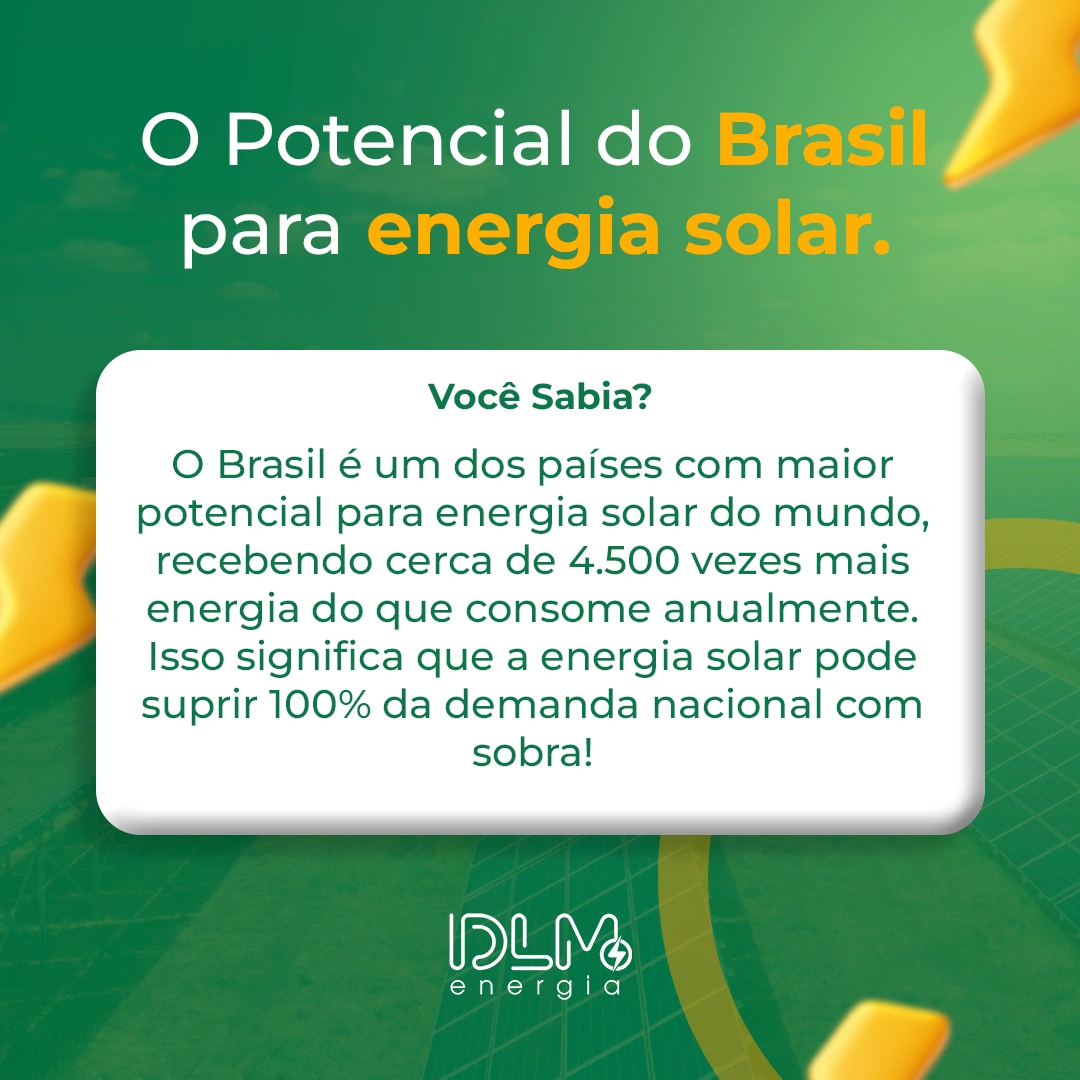 O Potencial do Brasil
para energia solar.
Você Sabia?
O Brasil é um dos países com maior
potencial para energia solar do mundo,
recebendo cerca de 4.500 vezes mais
energia do que consome anualmente.
Isso significa que a energia solar pode
suprir 100% da demanda nacional com
sobra!
DLM
energia